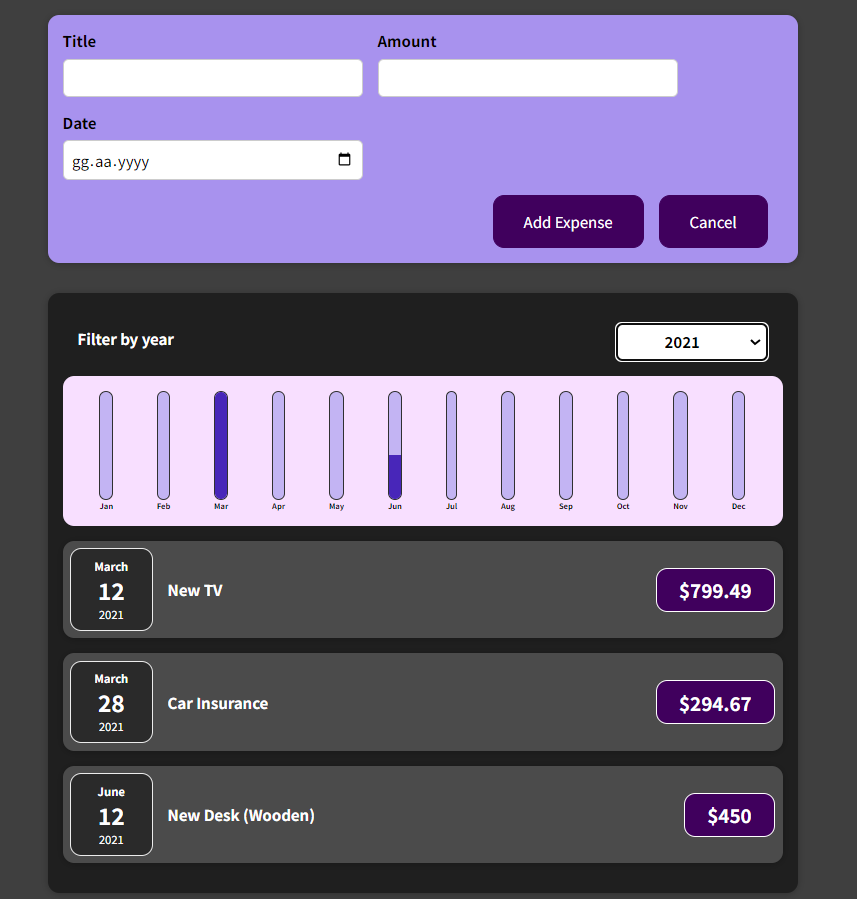 Title Amount
Date
gg.aa.yyyy
Add Expense Cancel
Filter by year 2021
Jan Feb Mar Apr May Jun Jul Aug Sep Oct Nov Dec
March
12
2021
New TV
$799.49
March
28
2021
Car Insurance
$294.67
June
12
2021
New Desk (Wooden)
$450